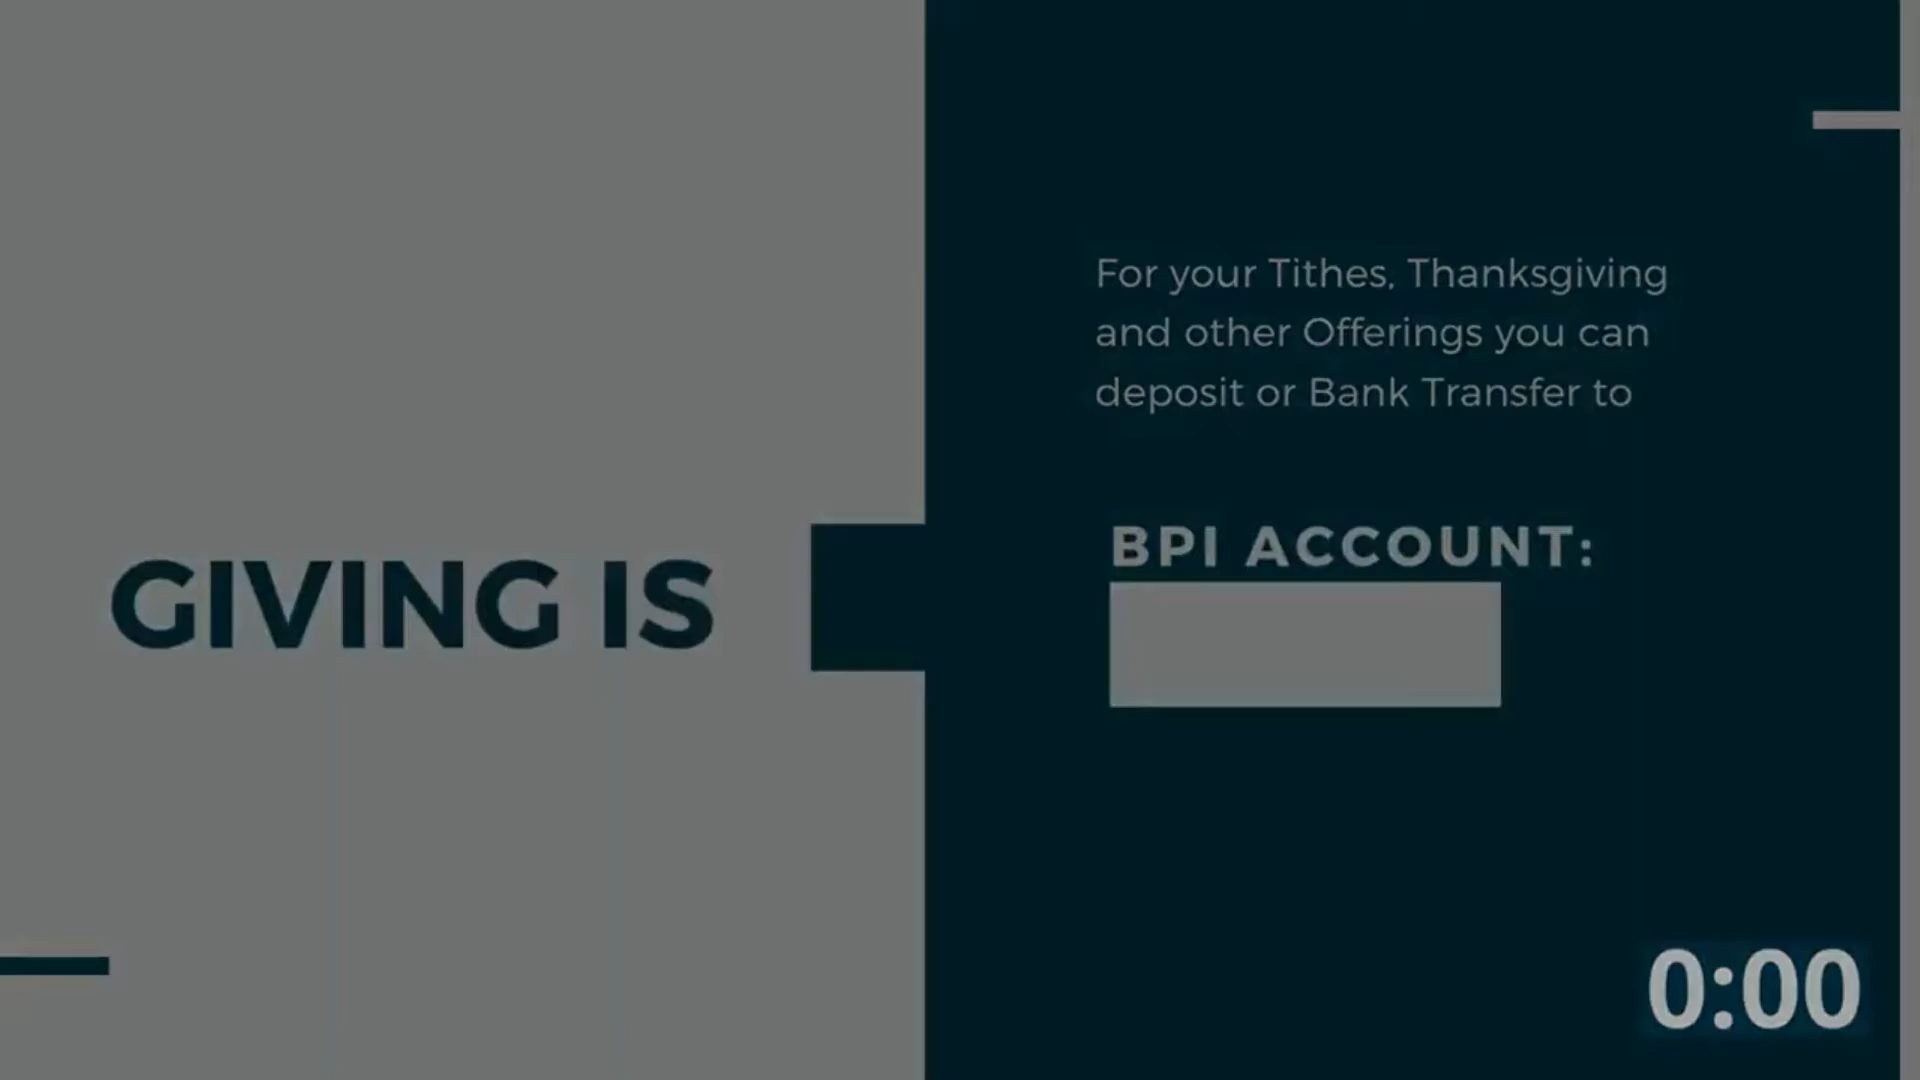 GIVING IS
For your Tithes, Thanksgiving
and other Offerings you can
deposit or Bank Transfer to
BPI ACCOUNT:
0:00